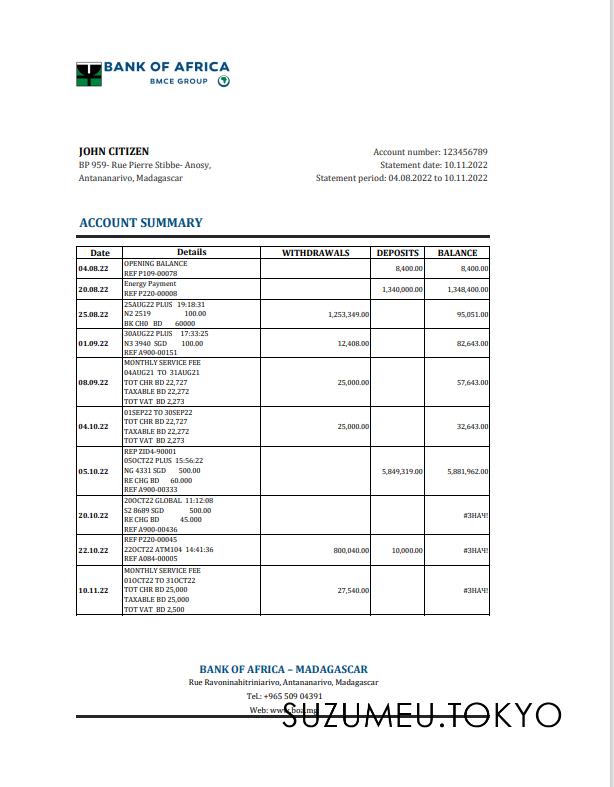 BANK OF AFRICA
BMCE GROUP
JOHN CITIZEN
BP 959- Rue Pierre Stibbe- Anosy,
Antananarivo, Madagascar
Account number: 123456789
Statement date: 10.11.2022
Statement period: 04.08.2022 to 10.11.2022
ACCOUNT SUMMARY
Date Details WITHDRAWALS DEPOSITS BALANCE
04.08.22 OPENING BALANCE 8,400.00 8,400.00
REF P109-00078
20.08.22 Energy Payment 1,340,000.00 1,348,400.00
REF P220-00008
25.08.22 25AUG22 PLUS 19:18:31 1,253,349.00 95,051.00
N2 2519 100.00
BK CH0 BD 60000
01.09.22 30AUG22 PLUS 17:33:25 12,408.00 82,643.00
N3 3940 SGD 100.00
REF A900-00151
08.09.22 MONTHLY SERVICE FEE 25,000.00 57,643.00
04AUG21 TO 31AUG21
TOT CHR BD 22,727
TAXABLE BD 22,272
TOT VAT BD 2,273
04.10.22 01SEP22 TO 30SEP22 25,000.00 32,643.00
TOT CHR BD 22,727
TAXABLE BD 22,272
TOT VAT BD 2,273
05.10.22 REP ZID4-90001 5,849,319.00 5,881,962.00
05OCT22 PLUS 15:56:22
NG 4331 SGD 500.00
RE CHG BD 60.000
REF A900-00333
20.10.22 20OCT22 GLOBAL 11:12:08 #ЗНАЧ!
S2 8689 SGD 500.00
RE CHG BD 45.000
REF A900-00436
22.10.22 REF P220-00045 800,040.00 10,000.00 #ЗНАЧ!
22OCT22 ATM104 14:41:36
REF A084-00005
10.11.22 MONTHLY SERVICE FEE 27,540.00 #ЗНАЧ!
01OCT22 TO 31OCT22
TOT CHR BD 25,000
TAXABLE BD 25,000
TOT VAT BD 2,500
BANK OF AFRICA – MADAGASCAR
Rue Ravoninahitriniarivo, Antananarivo, Madagascar
Tel.: +965 509 04391
Web: www.boa.mg
SUZUMEU.TOKYO